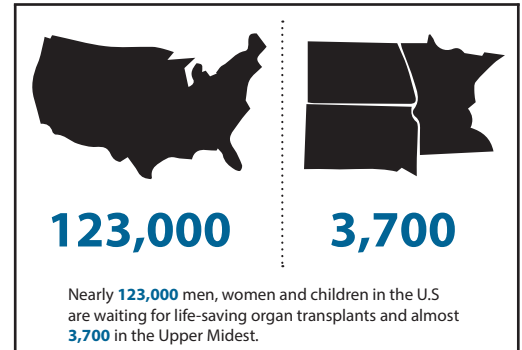 123,000
3,700
Nearly 123,000 men, women and children in the U.S
are waiting for life-saving organ transplants and almost
3,700 in the Upper Midest.